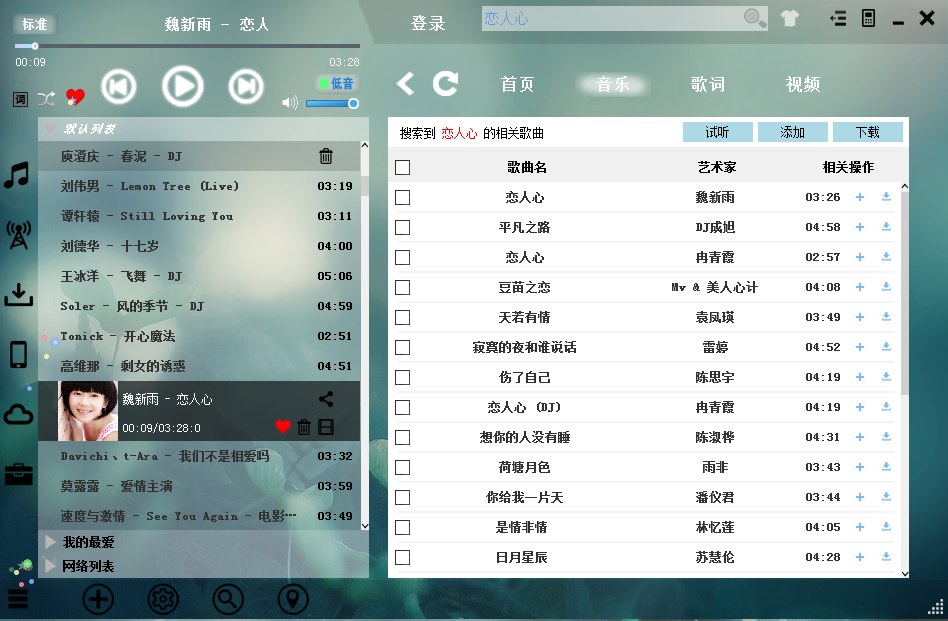 标准
魏新雨 - 恋人
登录
恋人心
00:09
03:28
低音
词
首页
音乐
歌词
视频
默认列表
庾澄庆 - 春泥 - DJ
刘伟男 - Lemon Tree (Live) 03:19
谭轩辕 - Still Loving You 03:11
刘德华 - 十七岁 04:00
王冰洋 - 飞舞 - DJ 05:06
Soler - 风的季节 - DJ 04:59
Tonick - 开心魔法 02:51
高维那 - 剩女的诱惑 04:51
魏新雨 - 恋人心
00:09/03:28:0
Davichi、t-Ara - 我们不是相爱吗 03:32
莫露露 - 爱情主演 03:59
速度与激情 - See You Again - 电影… 03:49
我的最爱
网络列表
搜索到 恋人心 的相关歌曲
试听
添加
下载
歌曲名 艺术家 相关操作
恋人心 魏新雨 03:26
平凡之路 DJ成旭 04:58
恋人心 冉青霞 02:57
豆苗之恋 Mv & 美人心计 04:08
天若有情 袁凤瑛 03:49
寂寞的夜和谁说话 雷婷 04:52
伤了自己 陈思宇 04:19
恋人心 (DJ) 冉青霞 04:19
想你的人没有睡 陈淑桦 04:31
荷塘月色 雨非 03:43
你给我一片天 潘仪君 03:44
是情非情 林忆莲 04:05
日月星辰 苏慧伦 04:28